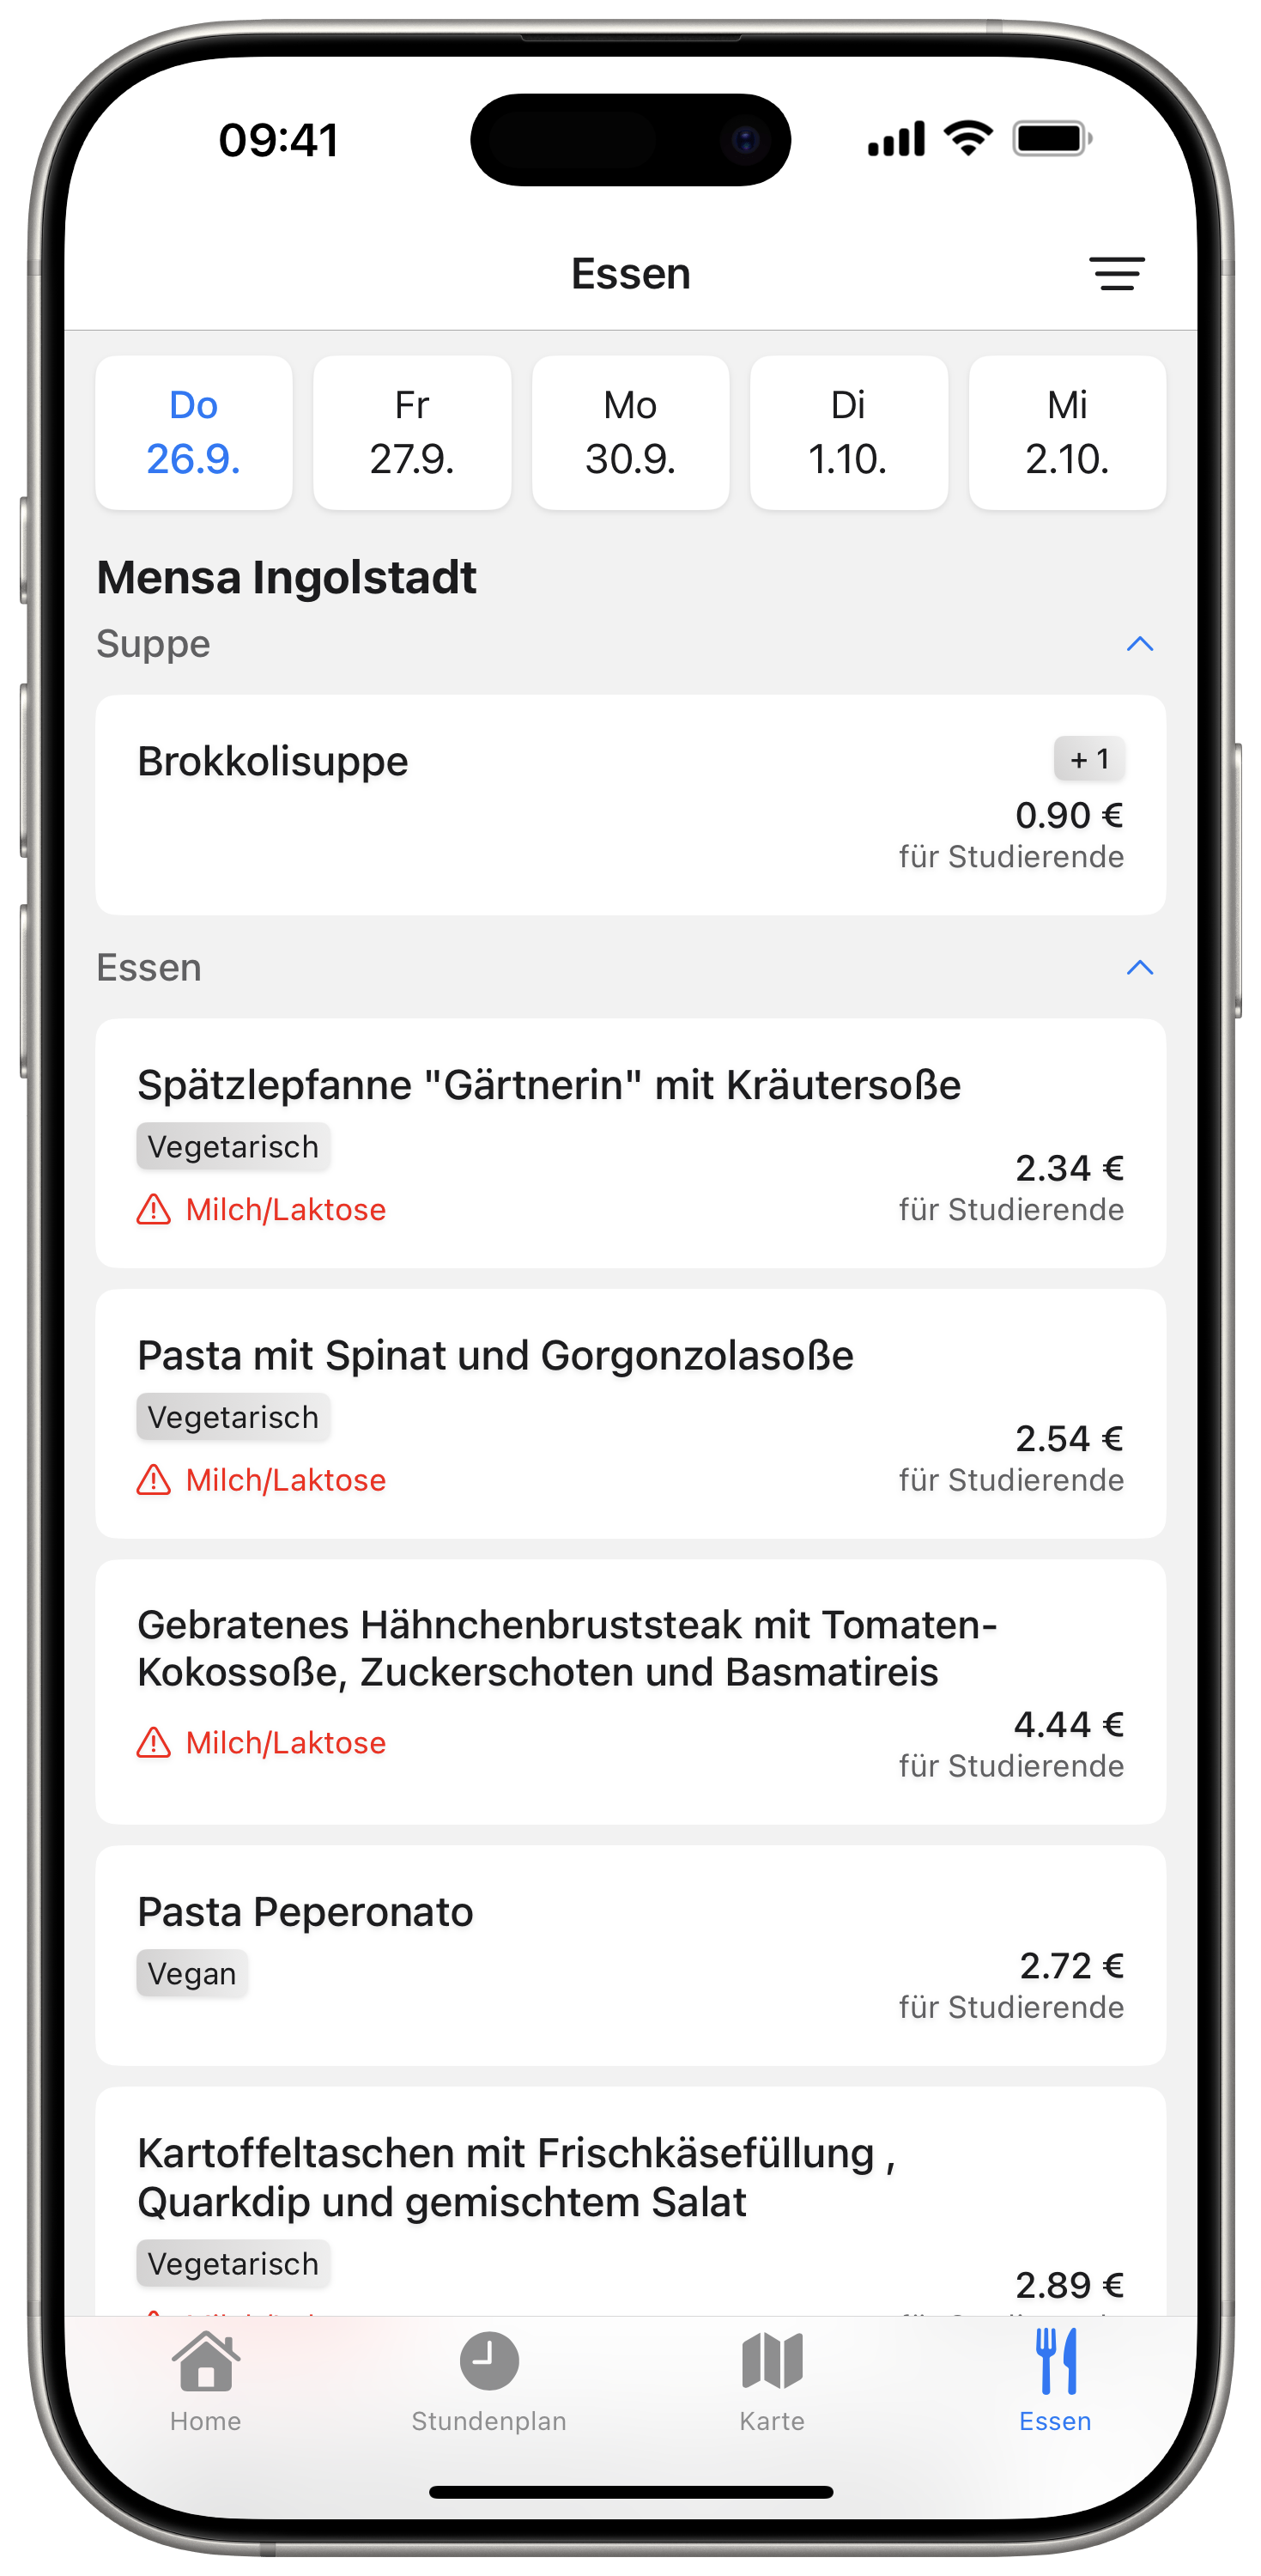 09:41
Essen
Do Fr Mo Di Mi
26.9. 27.9. 30.9. 1.10. 2.10.
Mensa Ingolstadt
Suppe
Brokkolisuppe + 1
0.90 €
für Studierende
Essen
Spätzlepfanne "Gärtnerin" mit Kräutersoße
Vegetarisch
2.34 €
Milch/Laktose für Studierende
Pasta mit Spinat und Gorgonzolasoße
Vegetarisch
2.54 €
Milch/Laktose für Studierende
Gebratenes Hähnchenbruststeak mit Tomaten-
Kokossoße, Zuckerschoten und Basmatireis
4.44 €
Milch/Laktose
für Studierende
Pasta Peperonato
Vegan
2.72 €
für Studierende
Kartoffeltaschen mit Frischkäsefüllung ,
Quarkdip und gemischtem Salat
Vegetarisch
2.89 €
Home Stundenplan Karte Essen